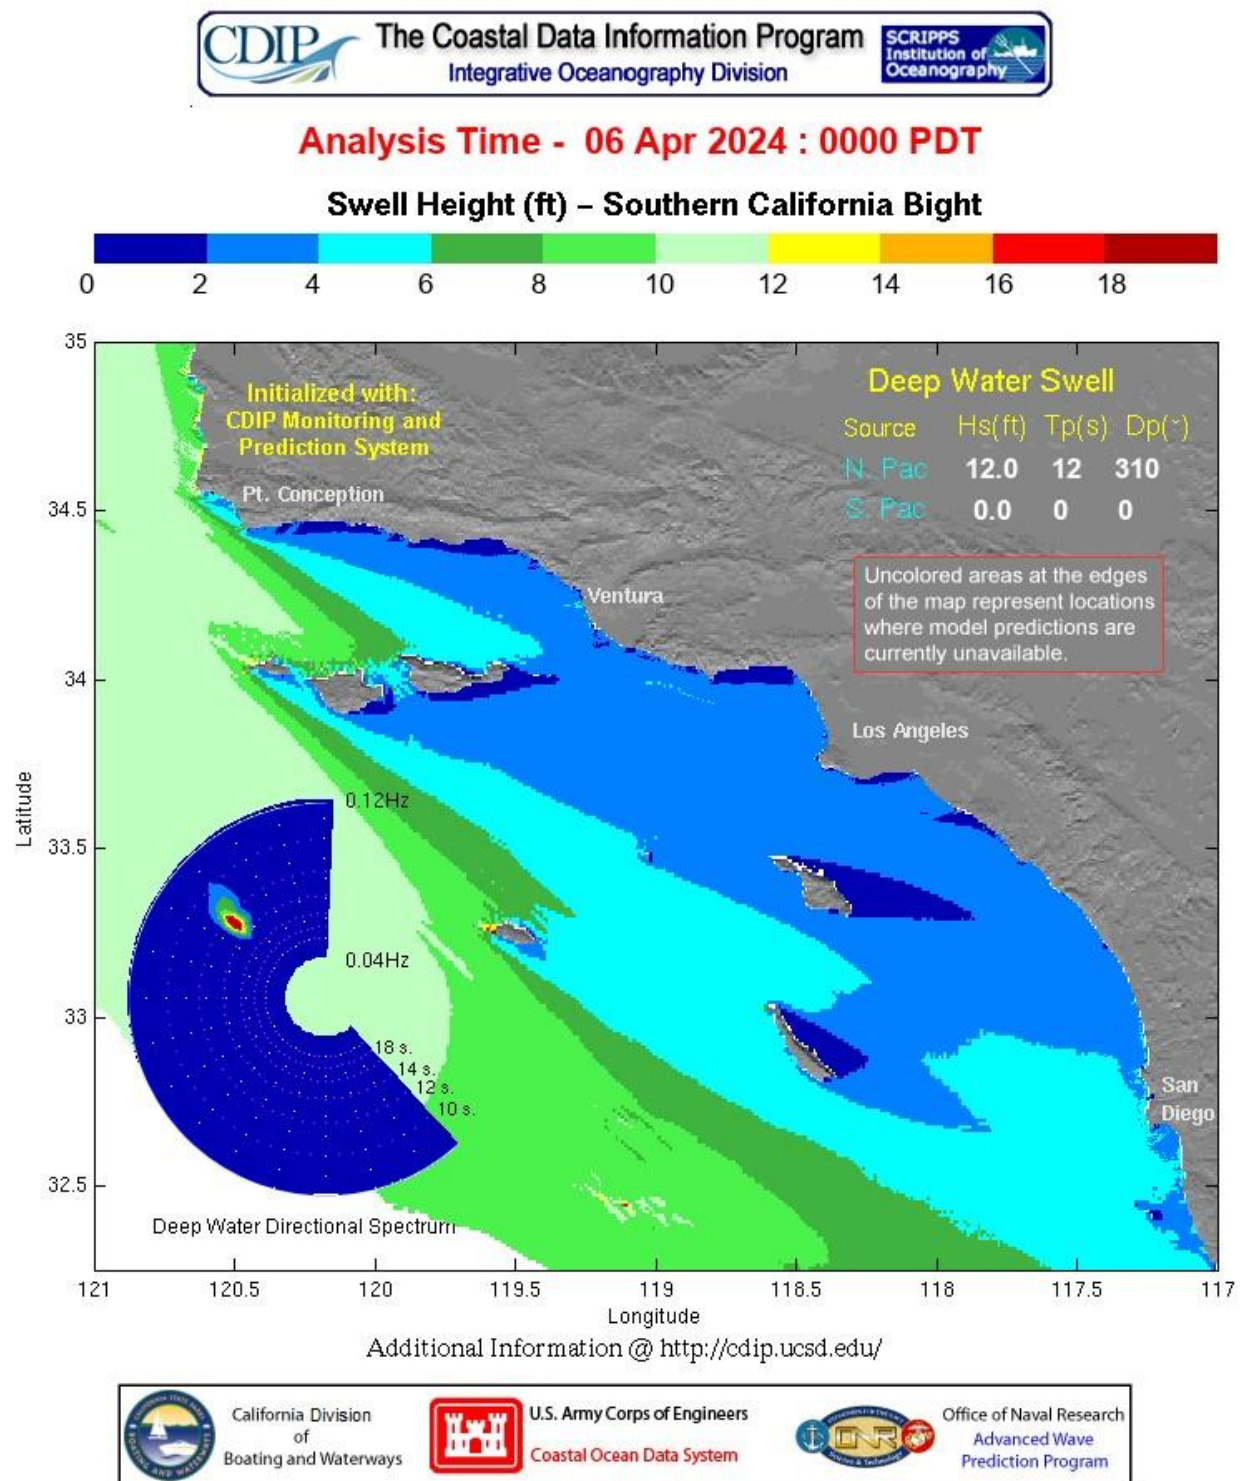 CDIP
The Coastal Data Information Program
Integrative Oceanography Division
SCRIPPS
Institution of
Oceanography
Analysis Time - 06 Apr 2024 : 0000 PDT
Swell Height (ft) – Southern California Bight
0 2 4 6 8 10 12 14 16 18
35
34.5
34
33.5
33
32.5
Latitude
Initialized with:
CDIP Monitoring and
Prediction System
Pt. Conception
Deep Water Swell
Source Hs(ft) Tp(s) Dp(˜)
N. Pac 12.0 12 310
S. Pac 0.0 0 0
Uncolored areas at the edges
of the map represent locations
where model predictions are
currently unavailable.
Ventura
Los Angeles
San
Diego
0.12Hz
0.04Hz
18 s.
14 s.
12 s.
10 s.
Deep Water Directional Spectrum
121 120.5 120 119.5 119 118.5 118 117.5 117
Longitude
Additional Information @ http://cdip.ucsd.edu/
California Division
of
Boating and Waterways
U.S. Army Corps of Engineers
Coastal Ocean Data System
ONR
Office of Naval Research
Advanced Wave
Prediction Program